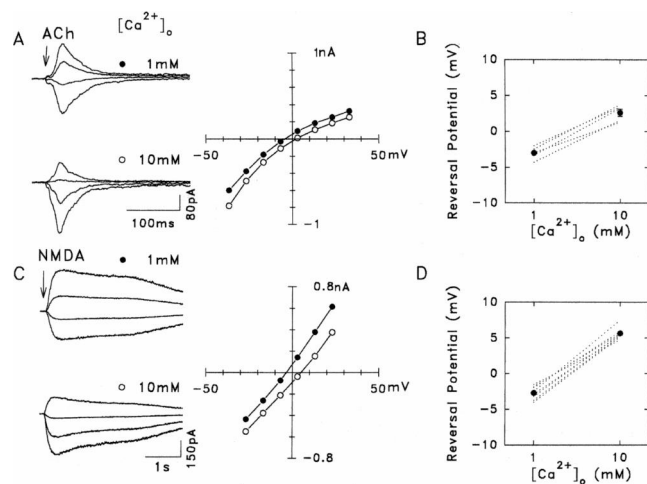 A
ACh
[Ca2+]o
1mM
10mM
100ms
80pA
1nA
-50
50mV
-1
B
Reversal Potential (mV)
10
5
0
-5
-10
1
10
[Ca2+]o (mM)
C
NMDA
1mM
10mM
1s
150pA
0.8nA
-50
50mV
-0.8
D
Reversal Potential (mV)
10
5
0
-5
-10
1
10
[Ca2+]o (mM)